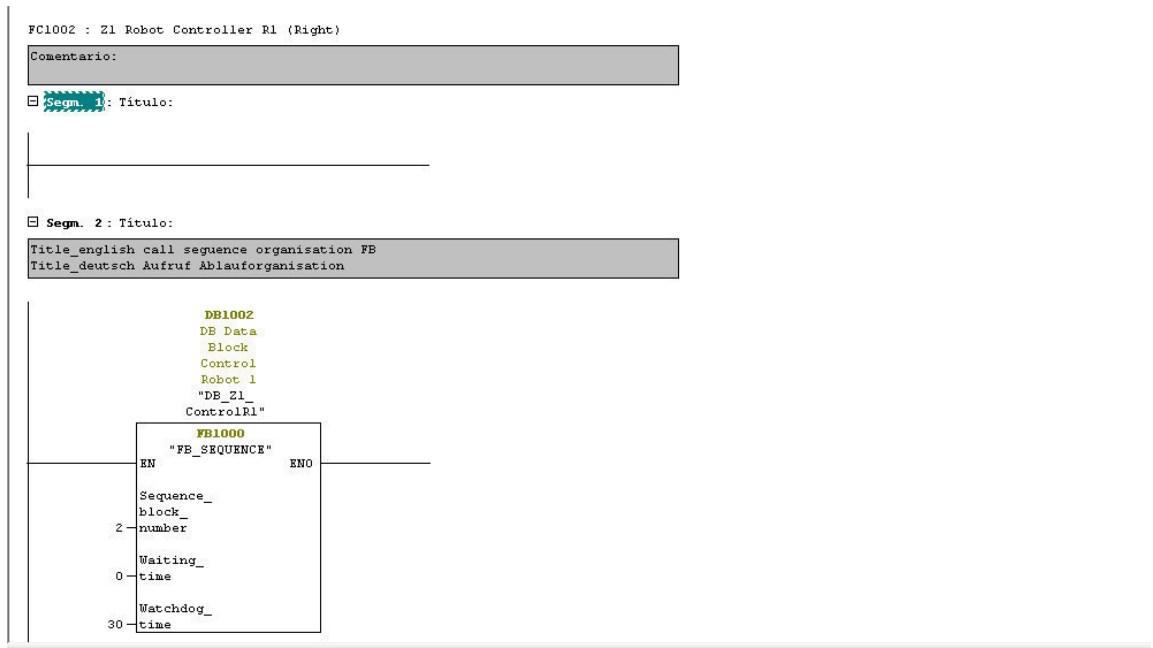 FC1002 : Z1 Robot Controller R1 (Right)
Comentario:
Segm. 1: Título:
Segm. 2 : Título:
Title_english call sequence organisation FB
Title_deutsch Aufruf Ablauforganisation
DB1002
DB Data
Block
Control
Robot 1
"DB_Z1_
ControlR1"
FB1000
"FB_SEQUENCE"
EN ENO
Sequence_
block_
2 number
Waiting_
0 time
Watchdog_
30 time